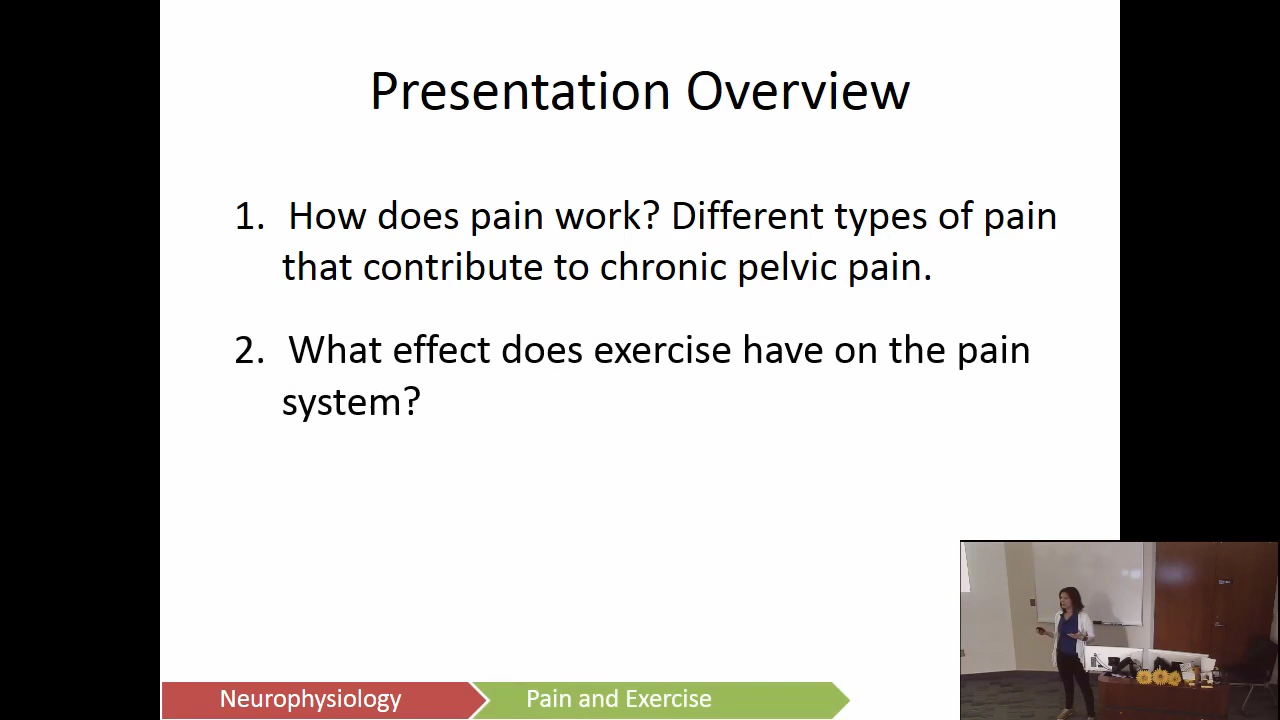 Presentation Overview
1. How does pain work? Different types of pain
that contribute to chronic pelvic pain.
2. What effect does exercise have on the pain
system?
Neurophysiology
Pain and Exercise